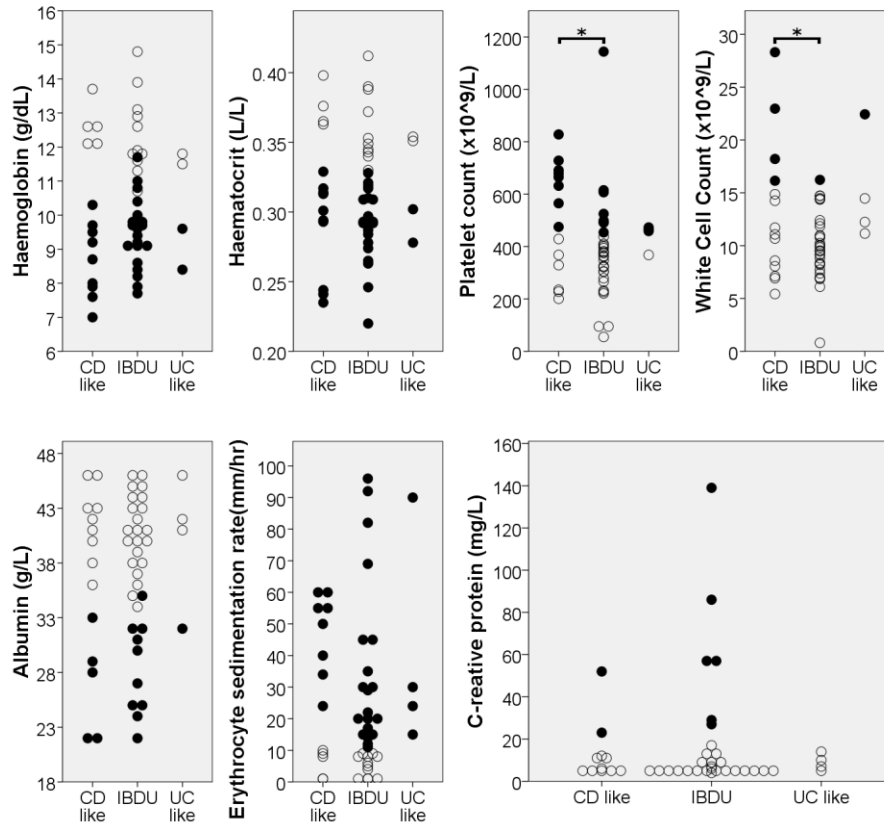 Haemoglobin (g/dL)
16
15
14
13
12
11
10
9
8
7
6
CD like
IBDU
UC like
Haematocrit (L/L)
0.40
0.35
0.30
0.25
0.20
CD like
IBDU
UC like
Platelet count (x10^9/L)
1200
1000
800
600
400
200
0
*
CD like
IBDU
UC like
White Cell Count (x10^9/L)
30
25
20
15
10
5
0
*
CD like
IBDU
UC like
Albumin (g/L)
48
43
38
33
28
23
18
CD like
IBDU
UC like
Erythrocyte sedimentation rate(mm/hr)
100
90
80
70
60
50
40
30
20
10
0
CD like
IBDU
UC like
C-reative protein (mg/L)
160
140
120
100
80
60
40
20
0
CD like
IBDU
UC like